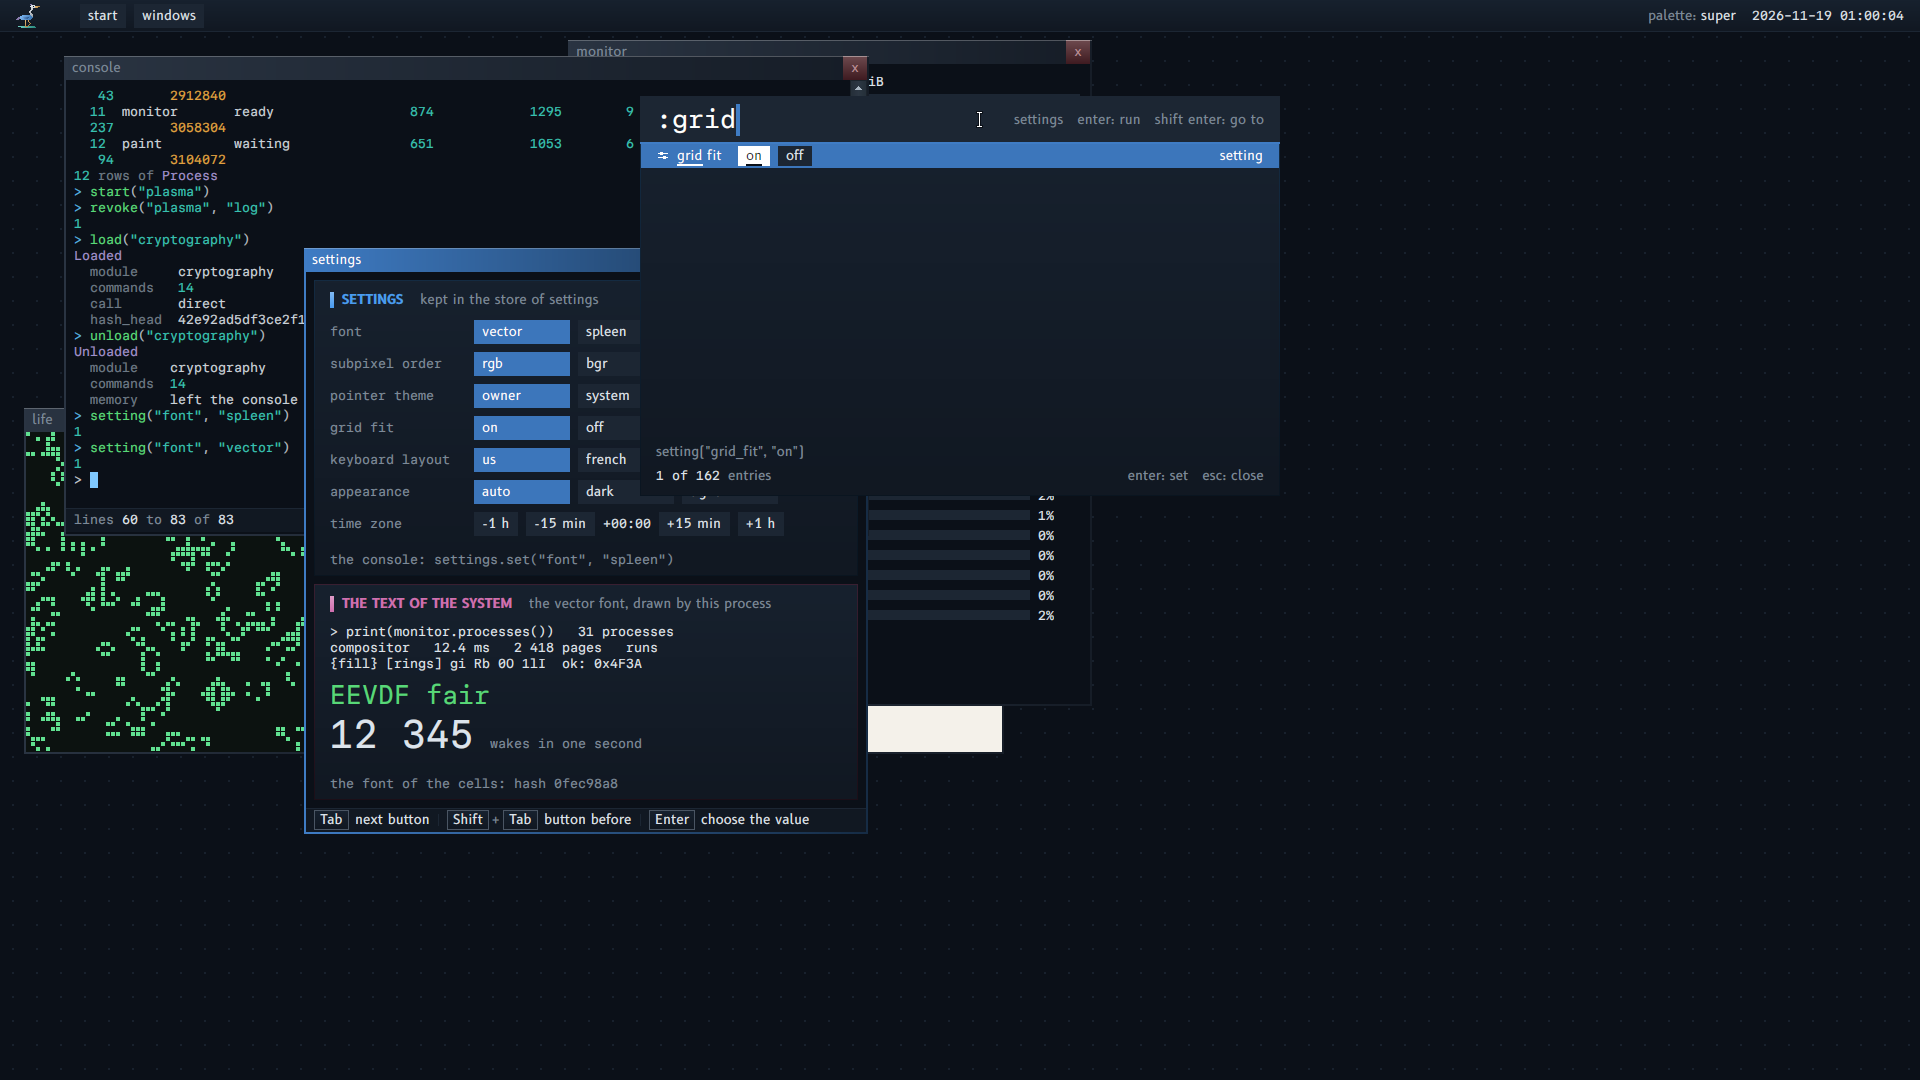 start windows palette: super 2026-11-19 01:00:04
monitor x
console x
iB
43 2912840
11 monitor ready 874 1295 9
237 3058304
12 paint waiting 651 1053 6
94 3104072
12 rows of Process
> start("plasma")
> revoke("plasma", "log")
1
> load("cryptography")
Loaded
module cryptography
commands 14
call direct
hash_head 42e92ad5df3ce2f1
> unload("cryptography")
Unloaded
module cryptography
commands 14
memory left the console
> setting("font", "spleen")
1
> setting("font", "vector")
1
>
lines 60 to 83 of 83
life
:grid settings enter: run shift enter: go to
grid fit on off setting
setting["grid_fit", "on"]
1 of 162 entries enter: set esc: close
settings
SETTINGS kept in the store of settings
font vector spleen
subpixel order rgb bgr
pointer theme owner system
grid fit on off
keyboard layout us french
appearance auto dark
time zone -1 h -15 min +00:00 +15 min +1 h
the console: settings.set("font", "spleen")
THE TEXT OF THE SYSTEM the vector font, drawn by this process
> print(monitor.processes()) 31 processes
compositor 12.4 ms 2 418 pages runs
{fill} [rings] gi Rb 0O 1lI ok: 0x4F3A
EEVDF fair
12 345 wakes in one second
the font of the cells: hash 0fec98a8
Tab next button Shift + Tab button before Enter choose the value
2%
1%
0%
0%
0%
0%
2%